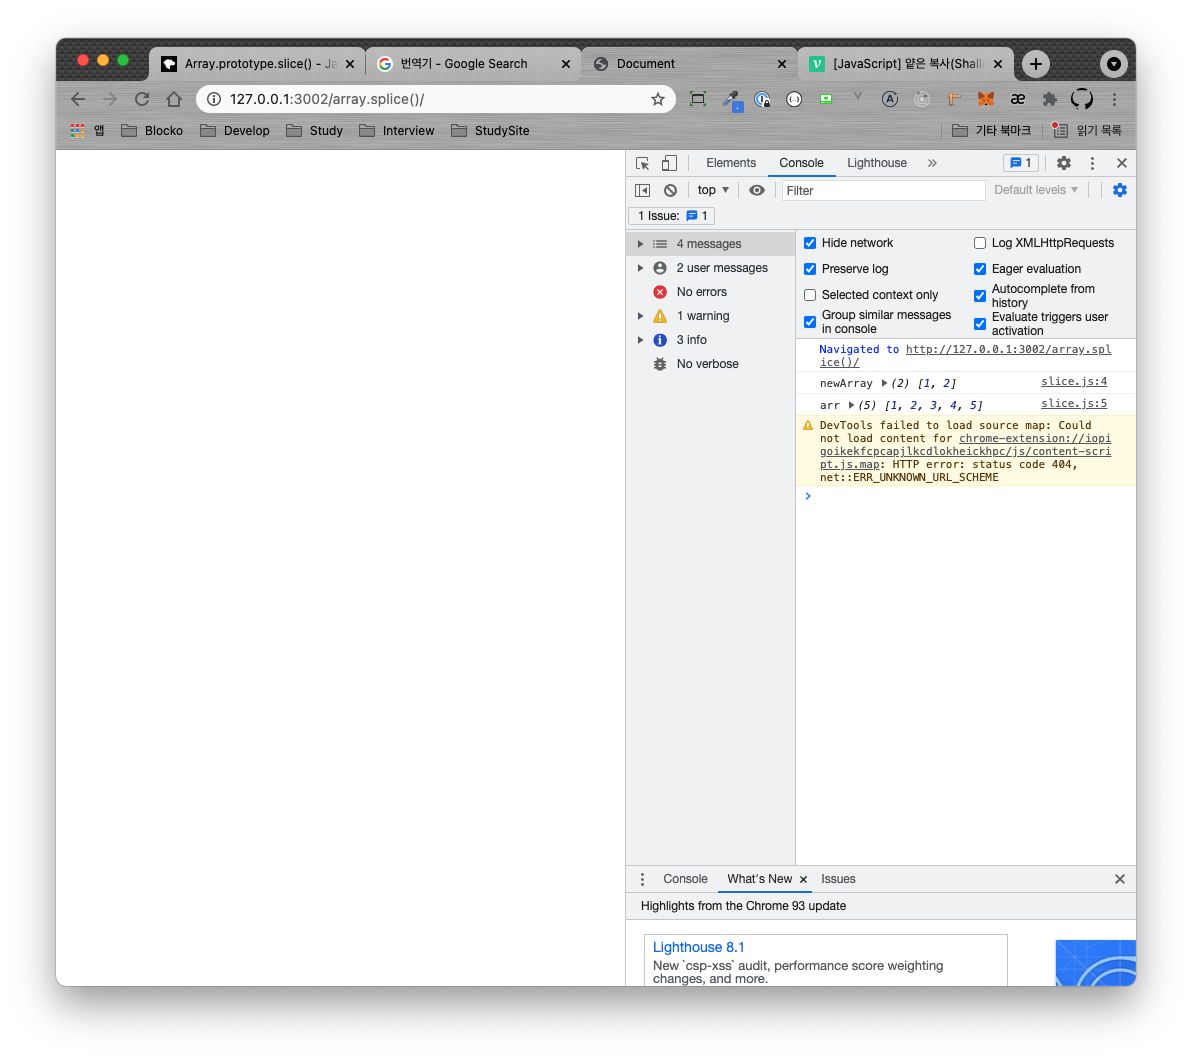 Array.prototype.slice() - Ja
번역기 - Google Search
Document
[JavaScript] 얕은 복사(Shall
127.0.0.1:3002/array.splice()/
앱
Blocko
Develop
Study
Interview
StudySite
기타 북마크
읽기 목록
Elements
Console
Lighthouse
1
top
Filter
Default levels
1 Issue:
1
4 messages
2 user messages
No errors
1 warning
3 info
No verbose
Hide network
Log XMLHttpRequests
Preserve log
Eager evaluation
Selected context only
Autocomplete from
history
Group similar messages
in console
Evaluate triggers user
activation
Navigated to http://127.0.0.1:3002/array.spl
ice()/
newArray ▶(2) [1, 2] slice.js:4
arr ▶(5) [1, 2, 3, 4, 5] slice.js:5
DevTools failed to load source map: Could
not load content for chrome-extension://iopi
goikekfcpcapjlkcdlokheickhpc/js/content-scri
pt.js.map: HTTP error: status code 404,
net::ERR_UNKNOWN_URL_SCHEME
Console
What's New
Issues
Highlights from the Chrome 93 update
Lighthouse 8.1
New `csp-xss` audit, performance score weighting
changes, and more.